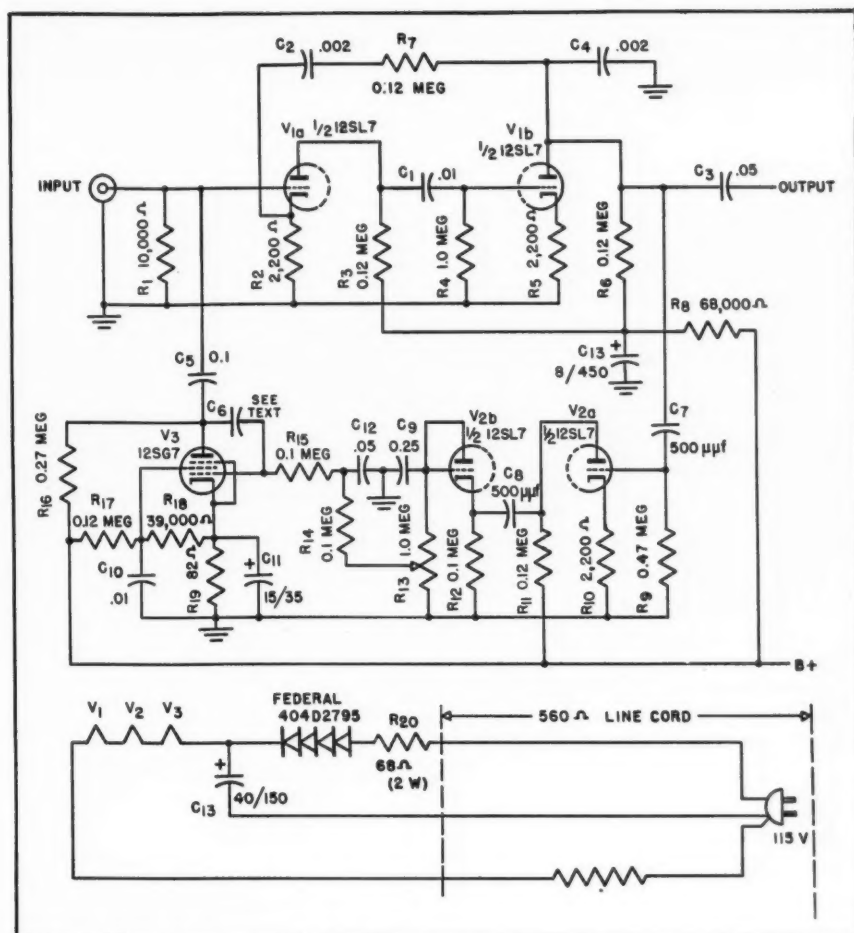 C2 .002
R7
0.12 MEG
C4 .002
V1a 1/2 12SL7
V1b
1/2 12SL7
INPUT
C1 .01
C3 .05
OUTPUT
R1 10,000 Ω
R2 2,200 Ω
R3 0.12 MEG
R4 1.0 MEG
R5 2,200 Ω
R6 0.12 MEG
R8 68,000 Ω
C13
8/450
C5 0.1
C6 SEE TEXT
V3
12SG7
R16 0.27 MEG
R15
0.1 MEG
C12
.05
C9
0.25
V2b
1/2 12SL7
V2a
1/2 12SL7
C7
500 μμf
C8
500 μμf
R17
0.12 MEG
R18
39,000 Ω
C10
.01
R19 82 Ω
C11
15/35
R14 0.1 MEG
R13 1.0 MEG
R12 0.1 MEG
R11 0.12 MEG
R10 2,200 Ω
R9 0.47 MEG
B+
V1 V2 V3
FEDERAL
404D2795
R20
68 Ω
(2 W)
560 Ω LINE CORD
C13
40/150
115 V